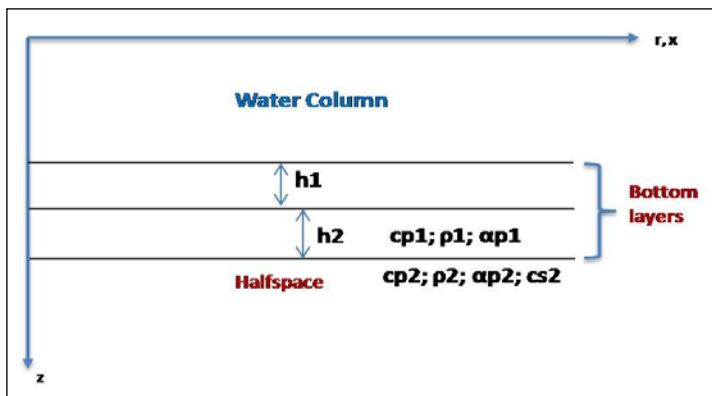 r,x
Water Column
h1
Bottom
layers
h2
cp1; ρ1; αp1
Halfspace
cp2; ρ2; αp2; cs2
z